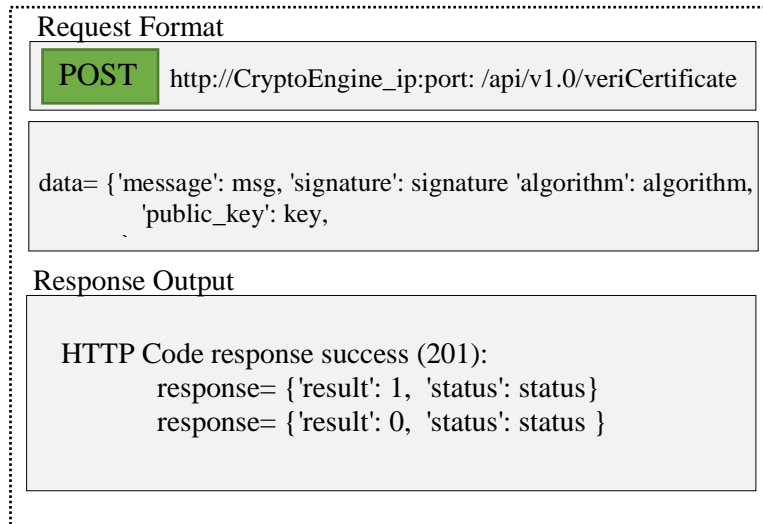 Request Format
POST http://CryptoEngine_ip:port: /api/v1.0/veriCertificate
data= {'message': msg, 'signature': signature 'algorithm': algorithm,
'public_key': key,
Response Output
HTTP Code response success (201):
response= {'result': 1, 'status': status}
response= {'result': 0, 'status': status }